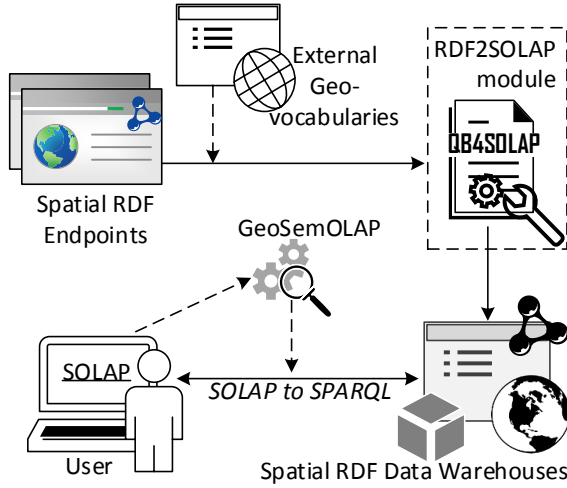 External
Geo-
vocabularies
RDF2SOLAP
module
QB4SOLAP
Spatial RDF
Endpoints
GeoSemOLAP
SOLAP
SOLAP to SPARQL
User
Spatial RDF Data Warehouses